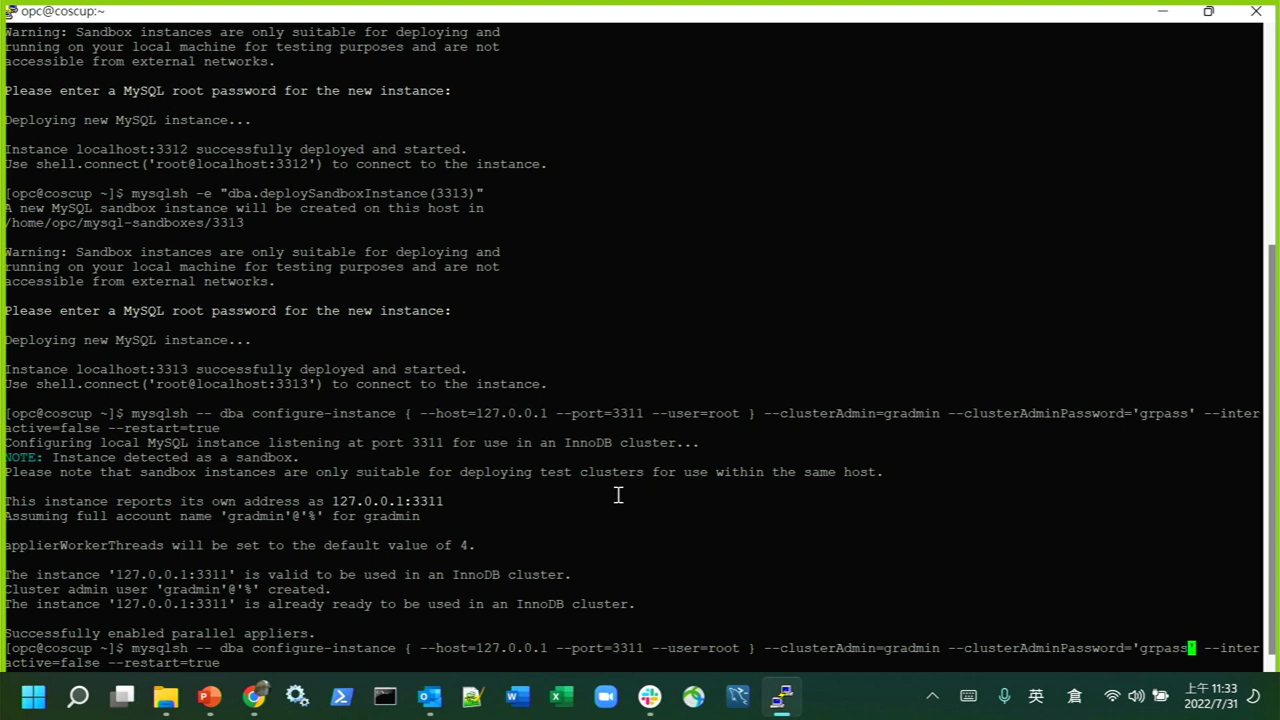 opc@coscup:~
Warning: Sandbox instances are only suitable for deploying and
running on your local machine for testing purposes and are not
accessible from external networks.
Please enter a MySQL root password for the new instance:
Deploying new MySQL instance...
Instance localhost:3312 successfully deployed and started.
Use shell.connect('root@localhost:3312') to connect to the instance.
[opc@coscup ~]$ mysqlsh -e "dba.deploySandboxInstance(3313)"
A new MySQL sandbox instance will be created on this host in
/home/opc/mysql-sandboxes/3313
Warning: Sandbox instances are only suitable for deploying and
running on your local machine for testing purposes and are not
accessible from external networks.
Please enter a MySQL root password for the new instance:
Deploying new MySQL instance...
Instance localhost:3313 successfully deployed and started.
Use shell.connect('root@localhost:3313') to connect to the instance.
[opc@coscup ~]$ mysqlsh -- dba configure-instance { --host=127.0.0.1 --port=3311 --user=root } --clusterAdmin=gradmin --clusterAdminPassword='grpass' --inter
active=false --restart=true
Configuring local MySQL instance listening at port 3311 for use in an InnoDB cluster...
NOTE: Instance detected as a sandbox.
Please note that sandbox instances are only suitable for deploying test clusters for use within the same host.
This instance reports its own address as 127.0.0.1:3311
Assuming full account name 'gradmin'@'%' for gradmin
applierWorkerThreads will be set to the default value of 4.
The instance '127.0.0.1:3311' is valid to be used in an InnoDB cluster.
Cluster admin user 'gradmin'@'%' created.
The instance '127.0.0.1:3311' is already ready to be used in an InnoDB cluster.
Successfully enabled parallel appliers.
[opc@coscup ~]$ mysqlsh -- dba configure-instance { --host=127.0.0.1 --port=3311 --user=root } --clusterAdmin=gradmin --clusterAdminPassword='grpass' --inter
active=false --restart=true
英 倉 上午 11:33
2022/7/31